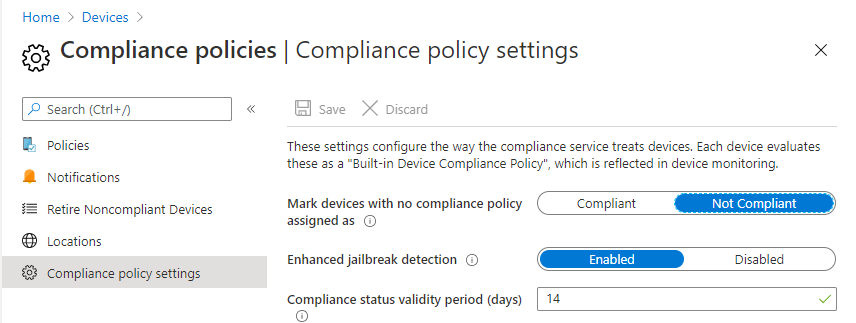 Home > Devices >
Compliance policies | Compliance policy settings
Search (Ctrl+/)
Policies
Notifications
Retire Noncompliant Devices
Locations
Compliance policy settings
Save Discard
These settings configure the way the compliance service treats devices. Each device evaluates
these as a "Built-in Device Compliance Policy", which is reflected in device monitoring.
Mark devices with no compliance policy
assigned as
Compliant Not Compliant
Enhanced jailbreak detection
Enabled Disabled
Compliance status validity period (days)
14